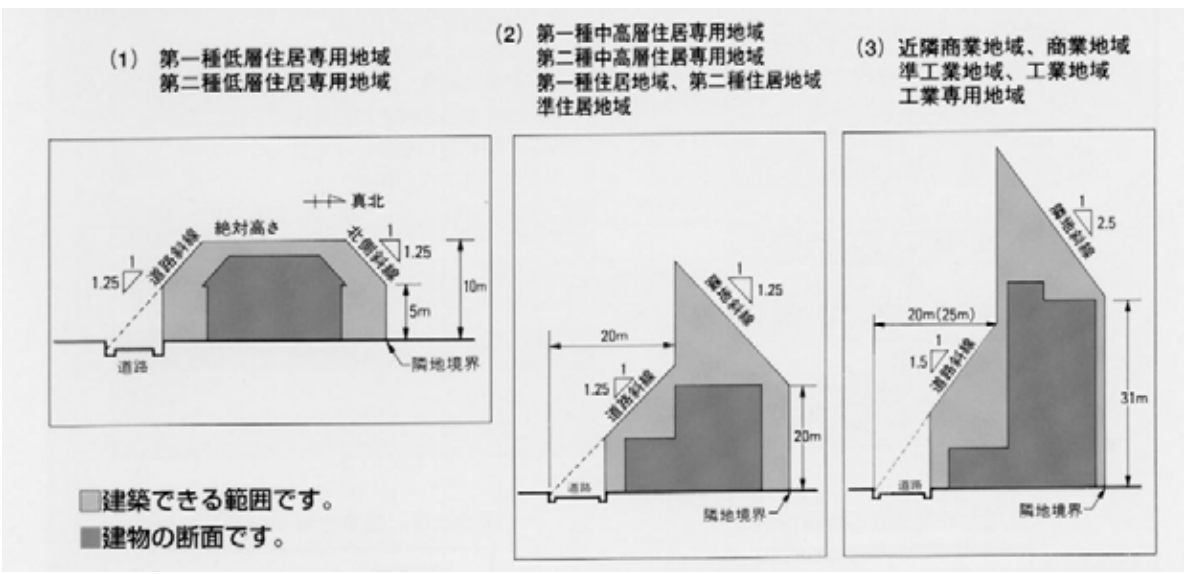 (1) 第一種低層住居専用地域
第二種低層住居専用地域
真北
絶対高さ
道路斜線
1
1.25
北側斜線
1
1.25
10m
5m
道路
隣地境界
(2) 第一種中高層住居専用地域
第二種中高層住居専用地域
第一種住居地域、第二種住居地域
準住居地域
隣地斜線
1
1.25
20m
1
1.25
道路斜線
20m
道路
隣地境界
(3) 近隣商業地域、商業地域
準工業地域、工業地域
工業専用地域
隣地斜線
1
2.5
20m(25m)
1
1.5
道路斜線
31m
道路
隣地境界
建築できる範囲です。
建物の断面です。